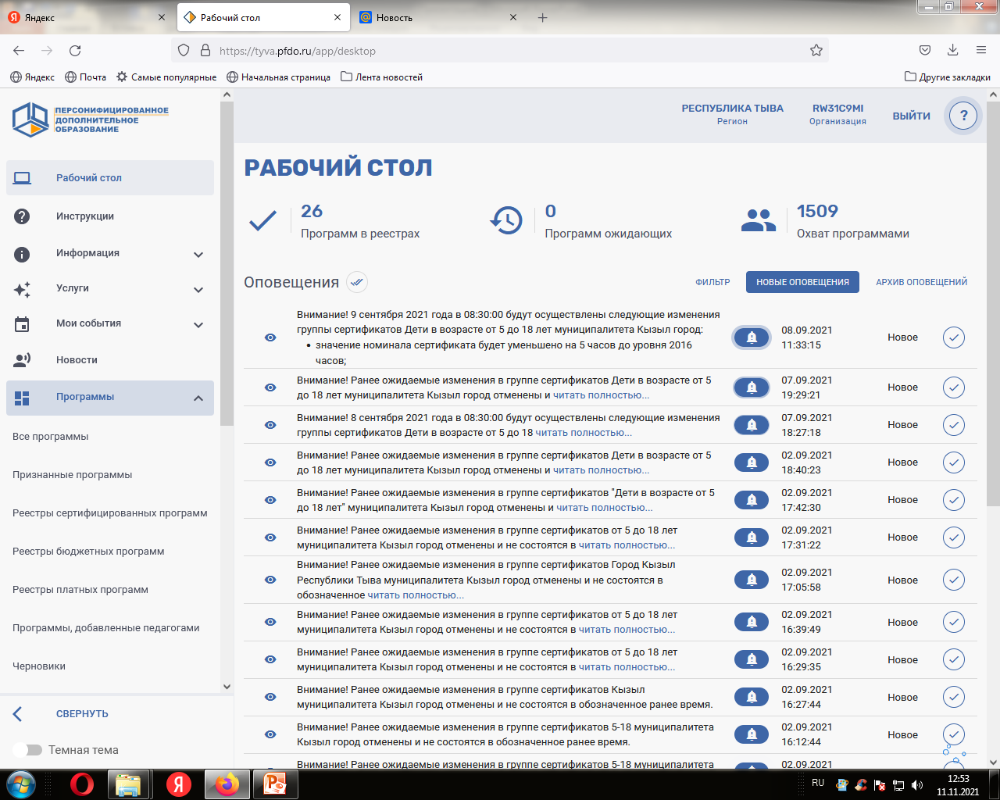 Яндекс
Рабочий стол
Новость
https://tyva.pfdo.ru/app/desktop
Яндекс
Почта
Самые популярные
Начальная страница
Лента новостей
Другие закладки
ПЕРСОНИФИЦИРОВАННОЕ
ДОПОЛНИТЕЛЬНОЕ
ОБРАЗОВАНИЕ
РЕСПУБЛИКА ТЫВА
Регион
RW31C9MI
Организация
ВЫЙТИ
?
Рабочий стол
Инструкции
Информация
Услуги
Мои события
Новости
Программы
Все программы
Признанные программы
Реестры сертифицированных программ
Реестры бюджетных программ
Реестры платных программ
Программы, добавленные педагогами
Черновики
СВЕРНУТЬ
Темная тема
РАБОЧИЙ СТОЛ
26
Программ в реестрах
0
Программ ожидающих
1509
Охват программами
Оповещения
ФИЛЬТР
НОВЫЕ ОПОВЕЩЕНИЯ
АРХИВ ОПОВЕЩЕНИЙ
Внимание! 9 сентября 2021 года в 08:30:00 будут осуществлены следующие изменения
группы сертификатов Дети в возрасте от 5 до 18 лет муниципалитета Кызыл город:
• значение номинала сертификата будет уменьшено на 5 часов до уровня 2016
часов;
08.09.2021
11:33:15
Новое
Внимание! Ранее ожидаемые изменения в группе сертификатов Дети в возрасте от 5
до 18 лет муниципалитета Кызыл город отменены и читать полностью...
07.09.2021
19:29:21
Новое
Внимание! 8 сентября 2021 года в 08:30:00 будут осуществлены следующие изменения
группы сертификатов Дети в возрасте от 5 до 18 читать полностью...
07.09.2021
18:27:18
Новое
Внимание! Ранее ожидаемые изменения в группе сертификатов Дети в возрасте от 5
до 18 лет муниципалитета Кызыл город отменены и читать полностью...
02.09.2021
18:40:23
Новое
Внимание! Ранее ожидаемые изменения в группе сертификатов "Дети в возрасте от 5
до 18 лет" муниципалитета Кызыл город отменены и читать полностью...
02.09.2021
17:42:30
Новое
Внимание! Ранее ожидаемые изменения в группе сертификатов от 5 до 18 лет
муниципалитета Кызыл город отменены и не состоятся в читать полностью...
02.09.2021
17:31:22
Новое
Внимание! Ранее ожидаемые изменения в группе сертификатов Город Кызыл
Республики Тыва муниципалитета Кызыл город отменены и не состоятся в
обозначенное читать полностью...
02.09.2021
17:05:58
Новое
Внимание! Ранее ожидаемые изменения в группе сертификатов от 5 до 18 лет
муниципалитета Кызыл город отменены и не состоятся в читать полностью...
02.09.2021
16:39:49
Новое
Внимание! Ранее ожидаемые изменения в группе сертификатов от 5 до 18 лет
муниципалитета Кызыл город отменены и не состоятся в читать полностью...
02.09.2021
16:29:35
Новое
Внимание! Ранее ожидаемые изменения в группе сертификатов Кызыл
муниципалитета Кызыл город отменены и не состоятся в обозначенное ранее время.
02.09.2021
16:27:44
Новое
Внимание! Ранее ожидаемые изменения в группе сертификатов 5-18 муниципалитета
Кызыл город отменены и не состоятся в обозначенное ранее время.
02.09.2021
16:12:44
Новое
Внимание! Ранее ожидаемые изменения в группе сертификатов 5-18 муниципалитета
02.09.2021
RU
12:53
11.11.2021